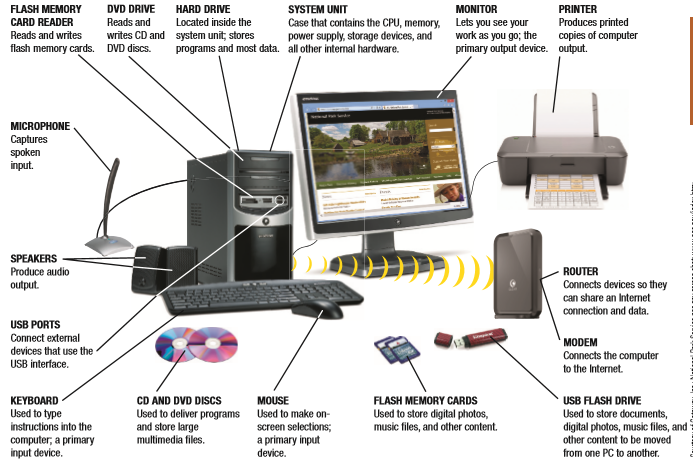 FLASH MEMORY
CARD READER
Reads and writes
flash memory cards.
DVD DRIVE
Reads and
writes CD and
DVD discs.
HARD DRIVE
Located inside the
system unit; stores
programs and most data.
SYSTEM UNIT
Case that contains the CPU, memory,
power supply, storage devices, and
all other internal hardware.
MONITOR
Lets you see your
work as you go; the
primary output device.
PRINTER
Produces printed
copies of computer
output.
MICROPHONE
Captures
spoken
input.
SPEAKERS
Produce audio
output.
ROUTER
Connects devices so they
can share an Internet
connection and data.
USB PORTS
Connect external
devices that use the
USB interface.
MODEM
Connects the computer
to the Internet.
KEYBOARD
Used to type
instructions into the
computer; a primary
input device.
CD AND DVD DISCS
Used to deliver programs
and store large
multimedia files.
MOUSE
Used to make on-
screen selections;
a primary input
device.
FLASH MEMORY CARDS
Used to store digital photos,
music files, and other content.
USB FLASH DRIVE
Used to store documents,
digital photos, music files, and
other content to be moved
from one PC to another.